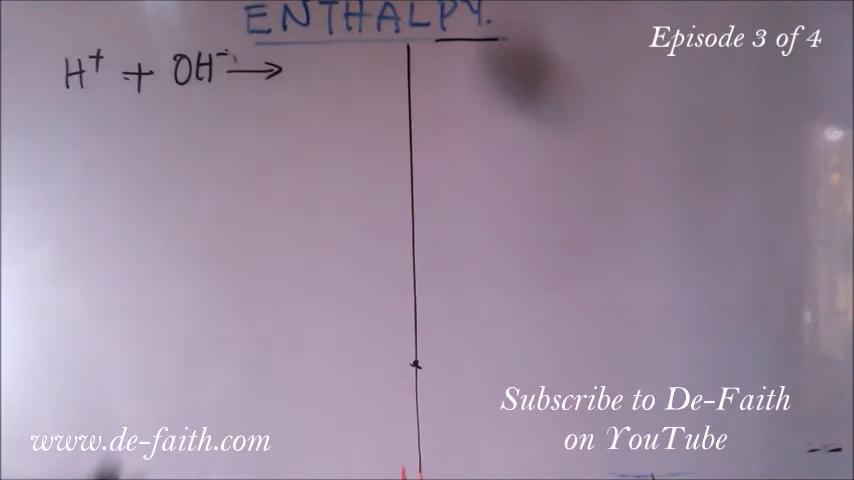 ENTHALPY.
Episode 3 of 4
H⁺ + OH⁻ →
Subscribe to De-Faith
on YouTube
www.de-faith.com